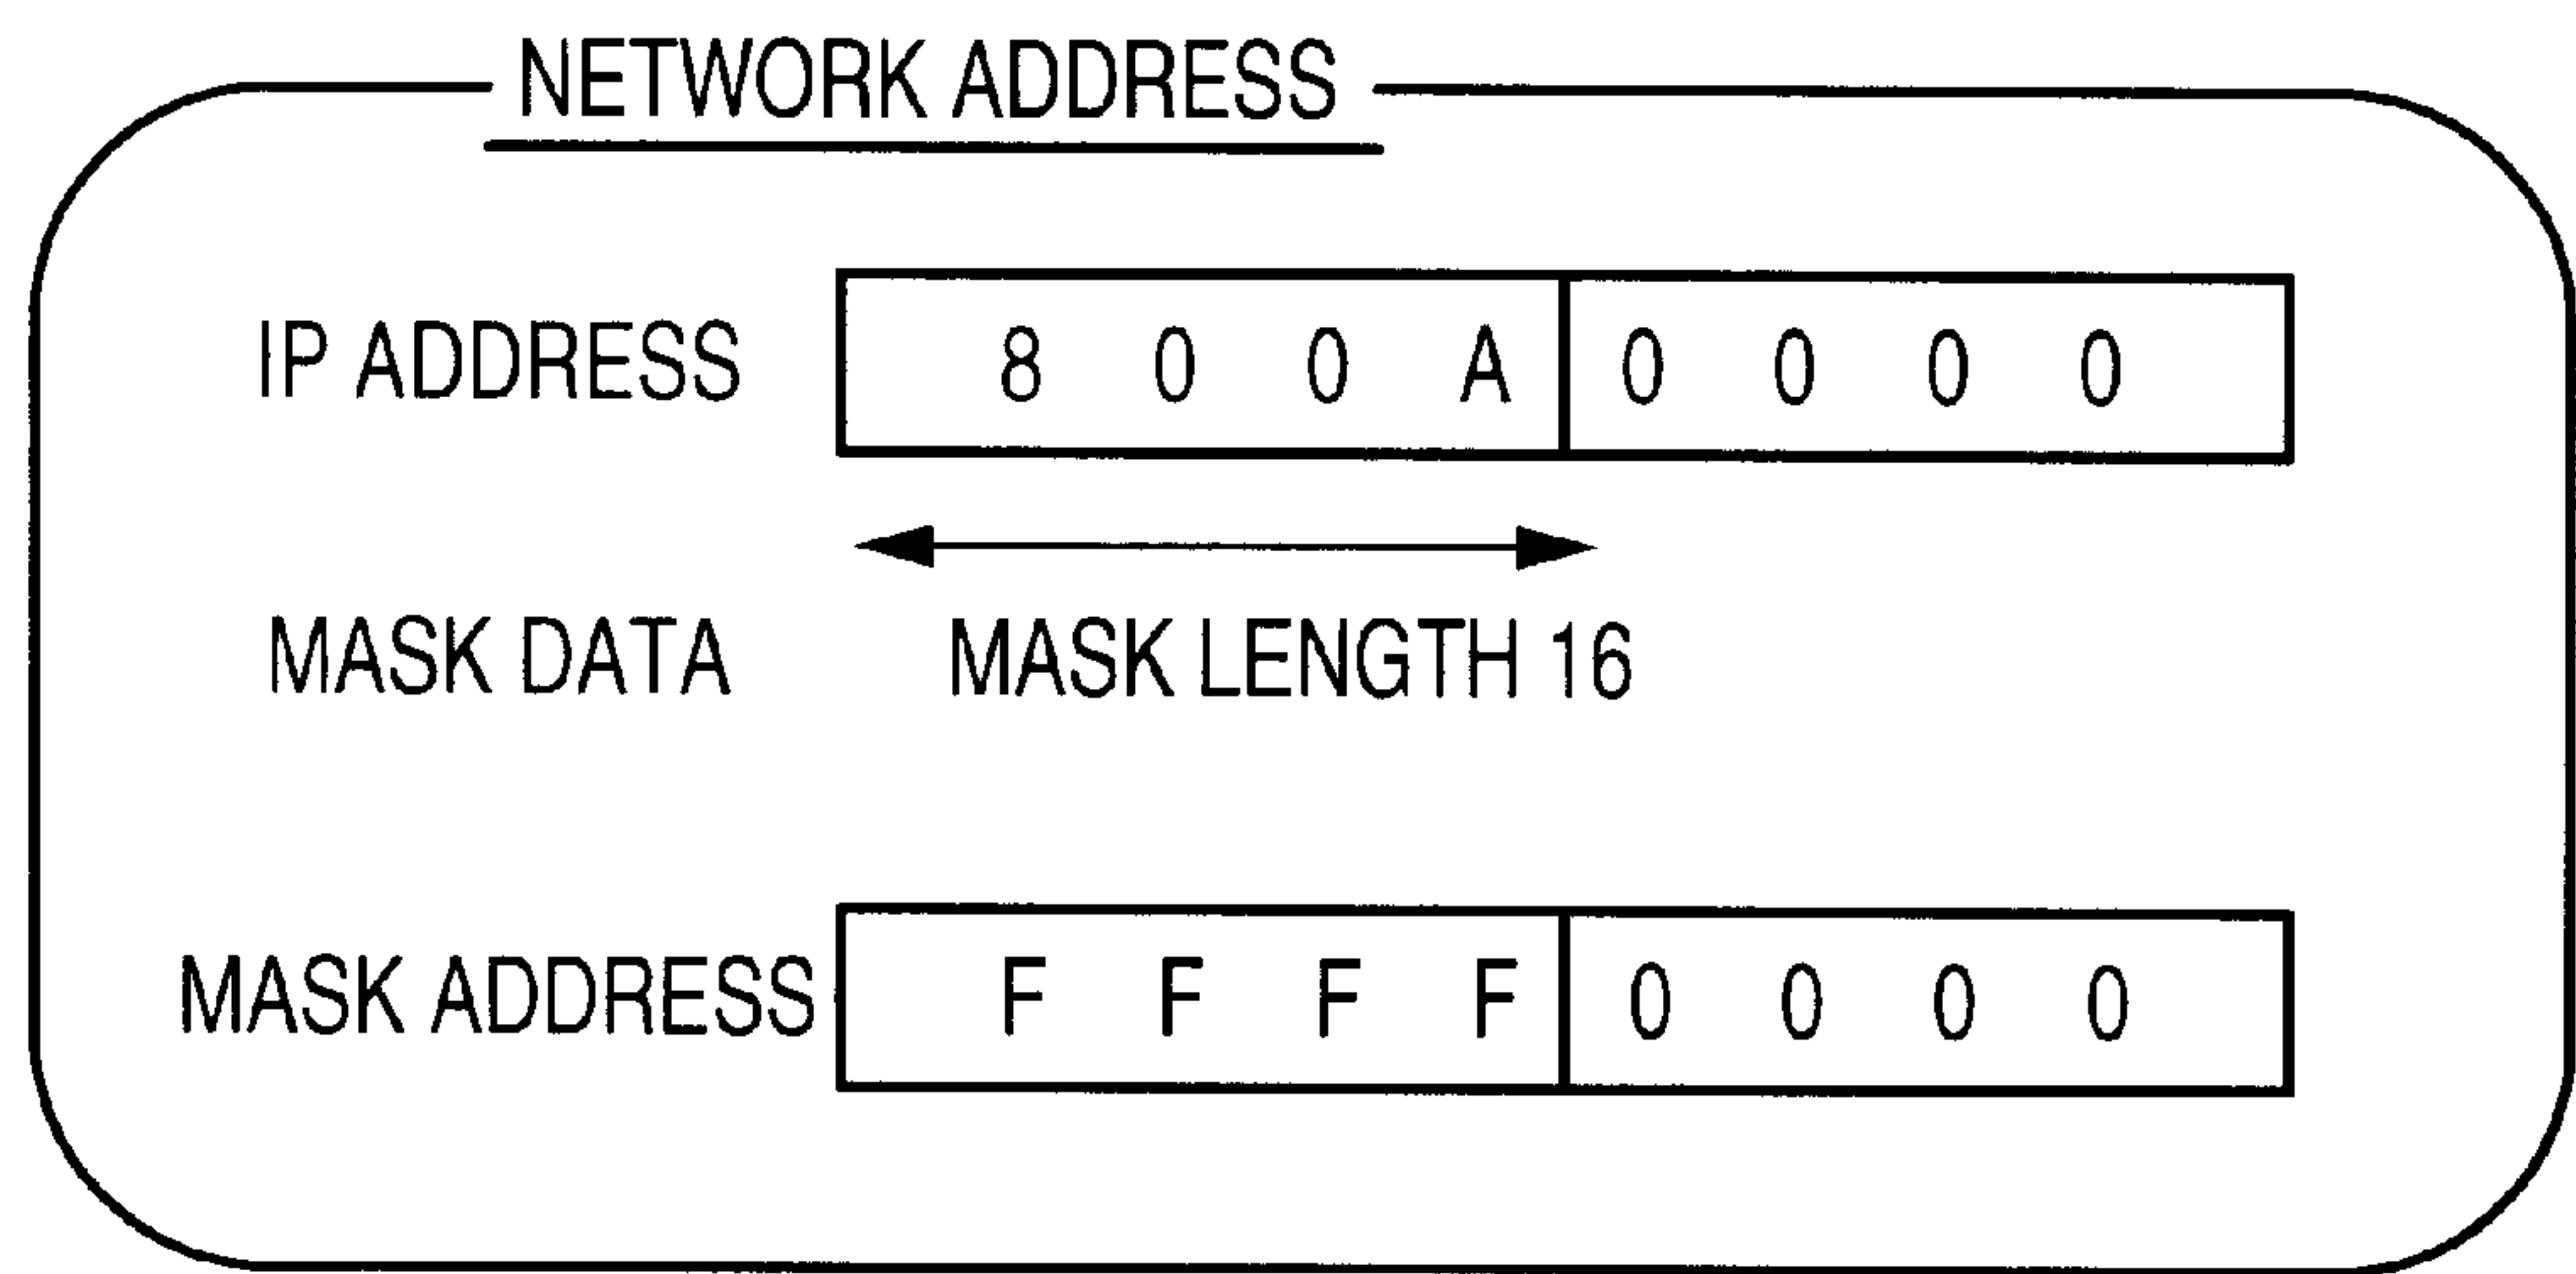 NETWORK ADDRESS
IP ADDRESS 8 0 0 A 0 0 0 0
MASK DATA MASK LENGTH 16
MASK ADDRESS F F F F 0 0 0 0